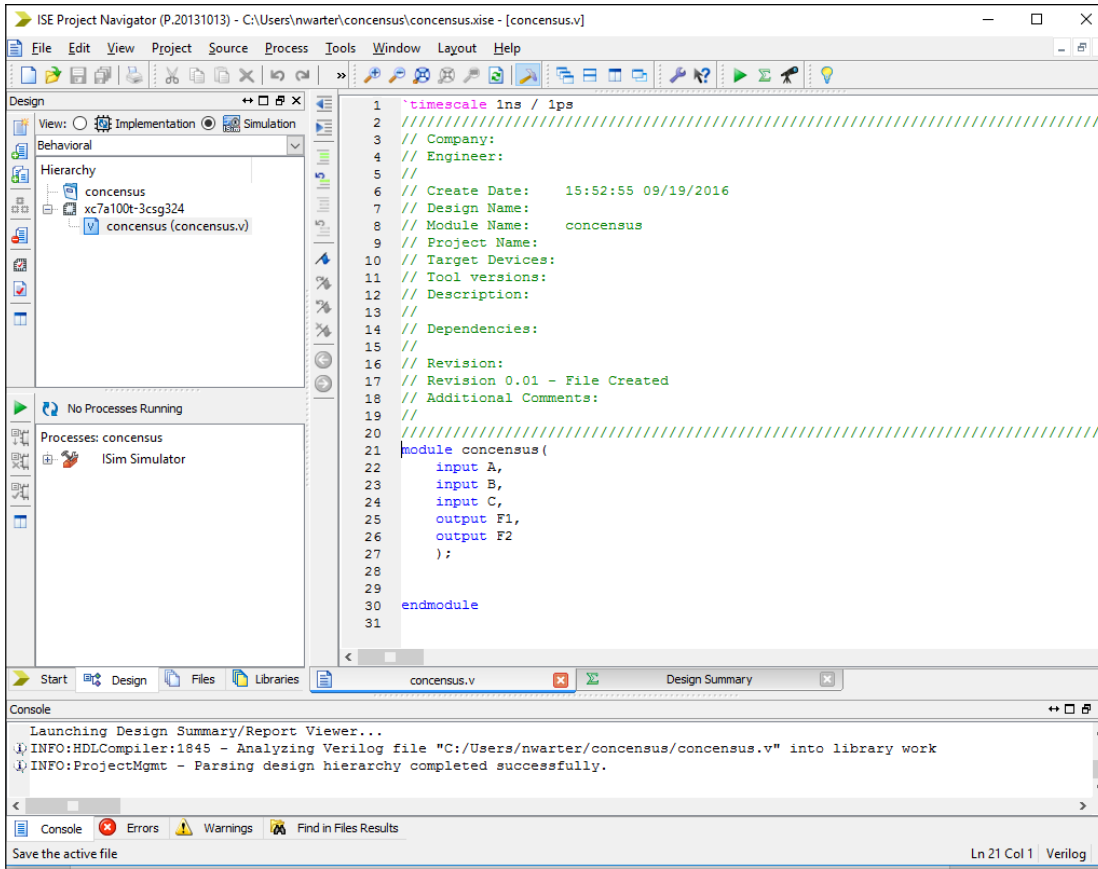 ISE Project Navigator (P.20131013) - C:\Users\nwarter\concensus\concensus.xise - [concensus.v]
File Edit View Project Source Process Tools Window Layout Help
Design
View: Implementation Simulation
Behavioral
Hierarchy
concensus
xc7a100t-3csg324
concensus (concensus.v)
No Processes Running
Processes: concensus
ISim Simulator
Start Design Files Libraries
1 `timescale 1ns / 1ps
2 //////////////////////////////////////////////////////////////////////////////////
3 // Company:
4 // Engineer:
5 //
6 // Create Date:    15:52:55 09/19/2016
7 // Design Name:
8 // Module Name:    concensus
9 // Project Name:
10 // Target Devices:
11 // Tool versions:
12 // Description:
13 //
14 // Dependencies:
15 //
16 // Revision:
17 // Revision 0.01 - File Created
18 // Additional Comments:
19 //
20 //////////////////////////////////////////////////////////////////////////////////
21 module concensus(
22     input A,
23     input B,
24     input C,
25     output F1,
26     output F2
27     );
28
29
30 endmodule
31
concensus.v Design Summary
Console
Launching Design Summary/Report Viewer...
INFO:HDLCompiler:1845 - Analyzing Verilog file "C:/Users/nwarter/concensus/concensus.v" into library work
INFO:ProjectMgmt - Parsing design hierarchy completed successfully.
Console Errors Warnings Find in Files Results
Save the active file
Ln 21 Col 1 Verilog